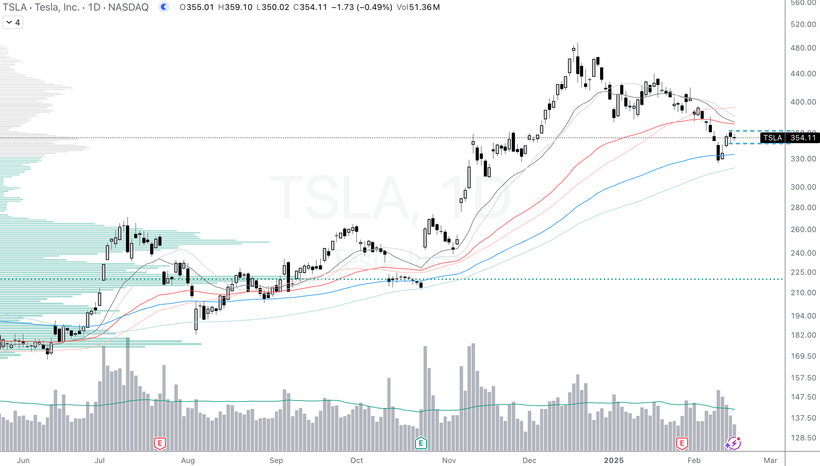 TSLA · Tesla, Inc. · 1D · NASDAQ O355.01 H359.10 L350.02 C354.11 −1.73 (−0.49%) Vol51.36M
4
560.00
520.00
480.00
440.00
400.00
TSLA 354.11
330.00
300.00
280.00
260.00
240.00
225.00
210.00
194.00
182.00
169.50
157.50
147.50
137.50
128.50
TSLA, 1D
E
E
E
Jun Jul Aug Sep Oct Nov Dec 2025 Feb Mar